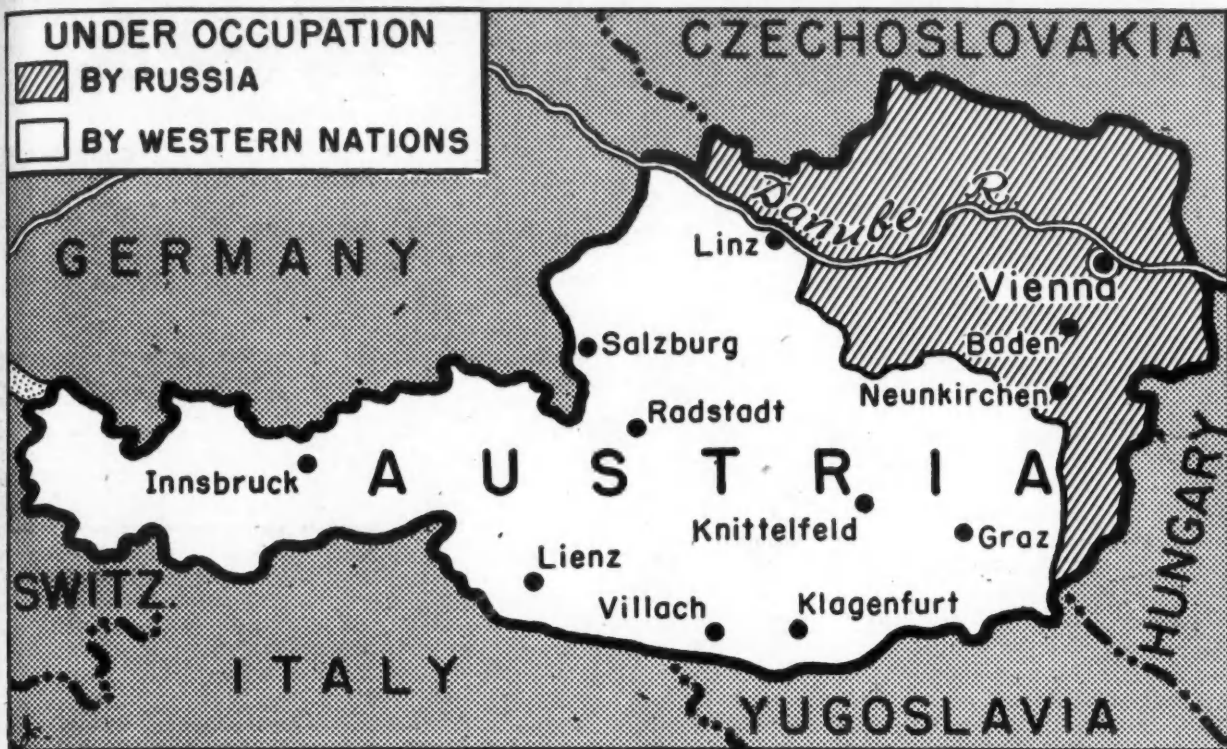 UNDER OCCUPATION
BY RUSSIA
BY WESTERN NATIONS
CZECHOSLOVAKIA
GERMANY
Danube R.
Linz
Vienna
Salzburg
Baden
Neunkirchen
Radstadt
Innsbruck
AUSTRIA
Knittelfeld
Graz
HUNGARY
Lienz
SWITZ.
Villach
Klagenfurt
ITALY
YUGOSLAVIA